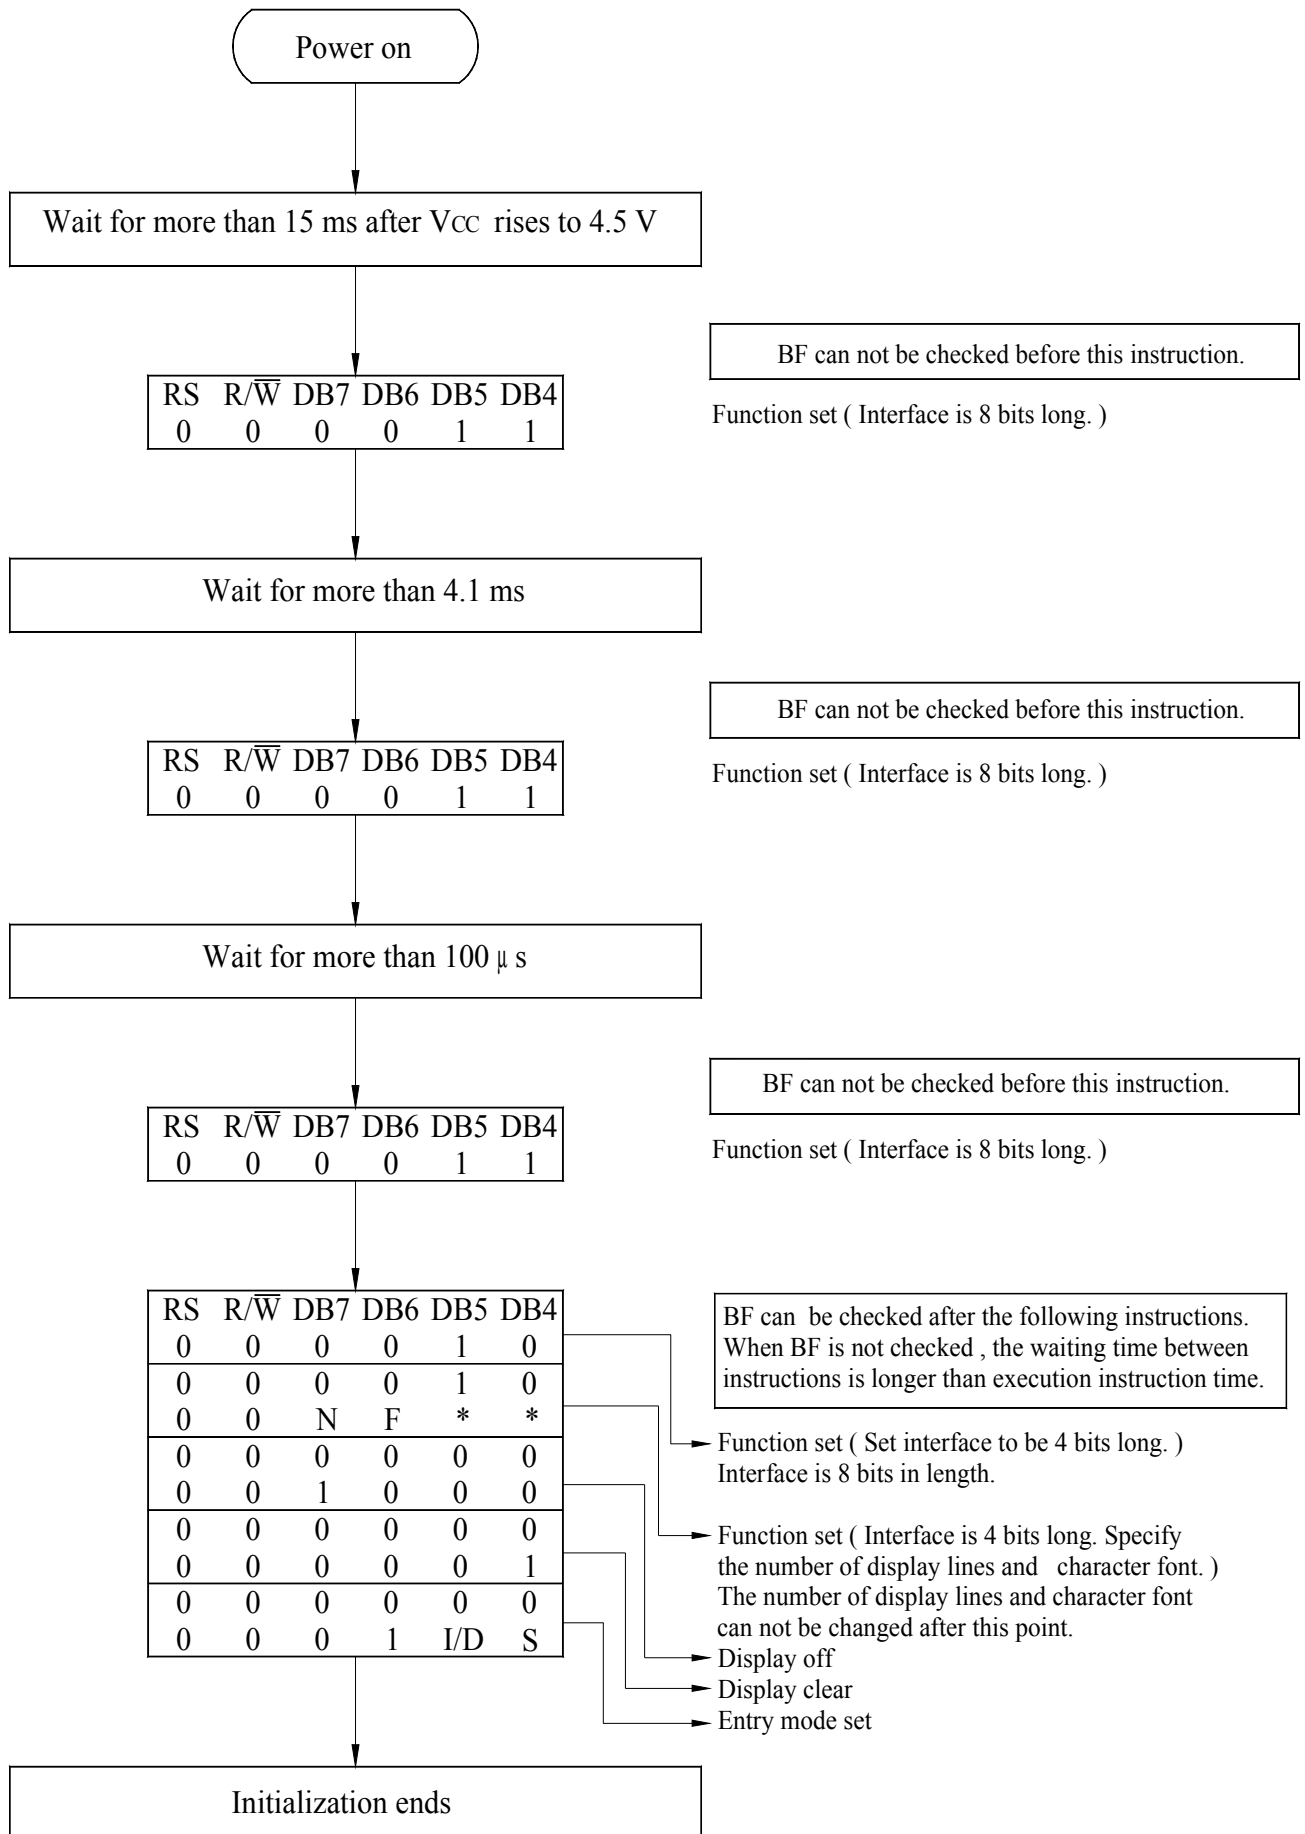 Power on
Wait for more than 15 ms after VCC rises to 4.5 V
BF can not be checked before this instruction.
RS R/W̅ DB7 DB6 DB5 DB4
0 0 0 0 1 1
Function set ( Interface is 8 bits long. )
Wait for more than 4.1 ms
BF can not be checked before this instruction.
RS R/W̅ DB7 DB6 DB5 DB4
0 0 0 0 1 1
Function set ( Interface is 8 bits long. )
Wait for more than 100 μ s
BF can not be checked before this instruction.
RS R/W̅ DB7 DB6 DB5 DB4
0 0 0 0 1 1
Function set ( Interface is 8 bits long. )
RS R/W̅ DB7 DB6 DB5 DB4
0 0 0 0 1 0
0 0 0 0 1 0
0 0 N F * *
0 0 0 0 0 0
0 0 1 0 0 0
0 0 0 0 0 0
0 0 0 0 0 1
0 0 0 0 0 0
0 0 0 1 I/D S
BF can be checked after the following instructions.
When BF is not checked , the waiting time between
instructions is longer than execution instruction time.
Function set ( Set interface to be 4 bits long. )
Interface is 8 bits in length.
Function set ( Interface is 4 bits long. Specify
the number of display lines and character font. )
The number of display lines and character font
can not be changed after this point.
Display off
Display clear
Entry mode set
Initialization ends